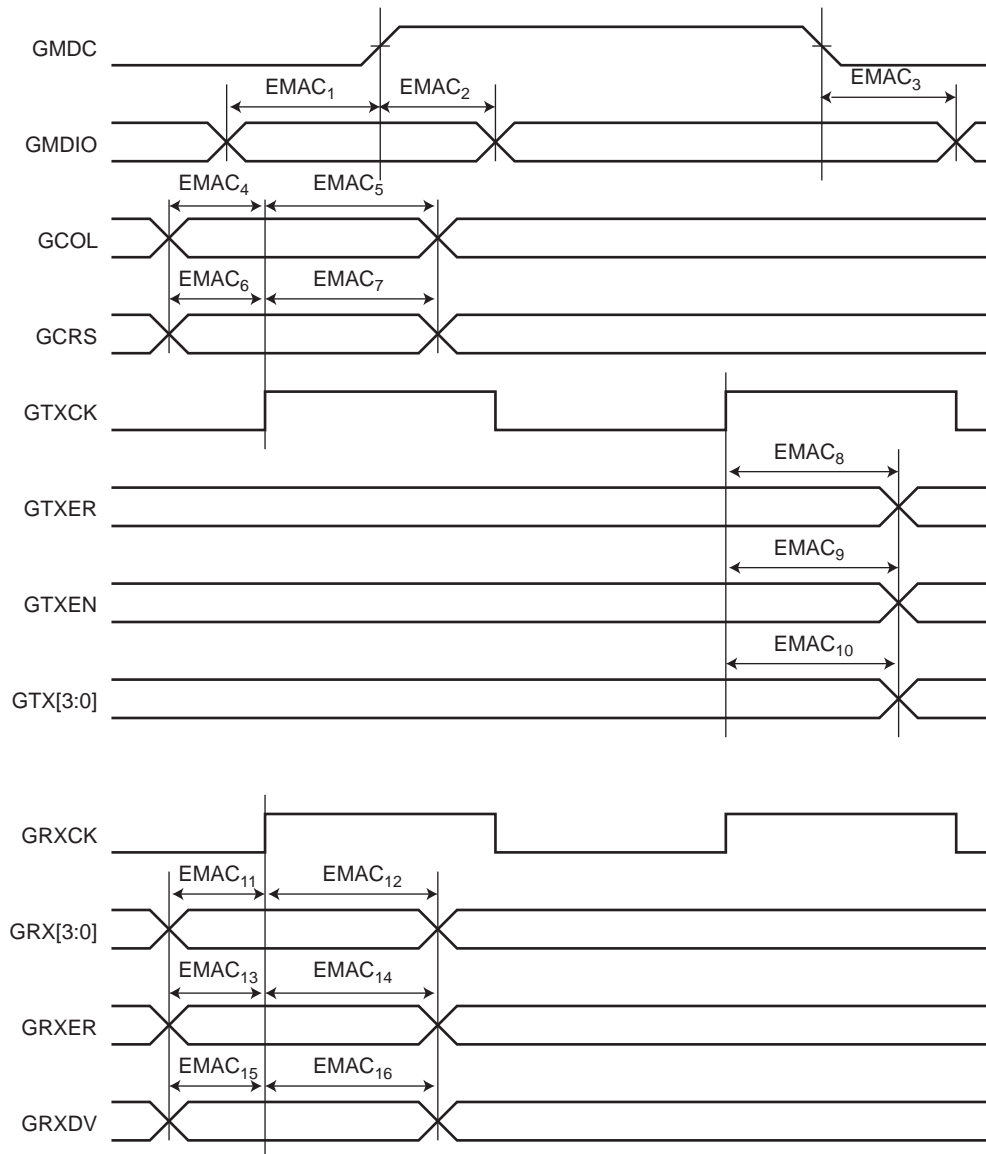 GMDC
EMAC1 EMAC2 EMAC3
GMDIO
EMAC4 EMAC5
GCOL
EMAC6 EMAC7
GCRS
GTXCK
EMAC8
GTXER
EMAC9
GTXEN
EMAC10
GTX[3:0]
GRXCK
EMAC11 EMAC12
GRX[3:0]
EMAC13 EMAC14
GRXER
EMAC15 EMAC16
GRXDV